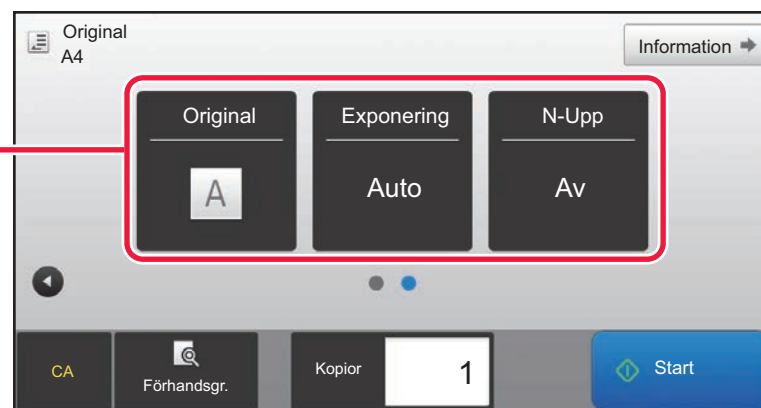 Original
A4
Information
Original
Exponering
N-Upp
A
Auto
Av
CA
Förhandsgr.
Kopior
1
Start